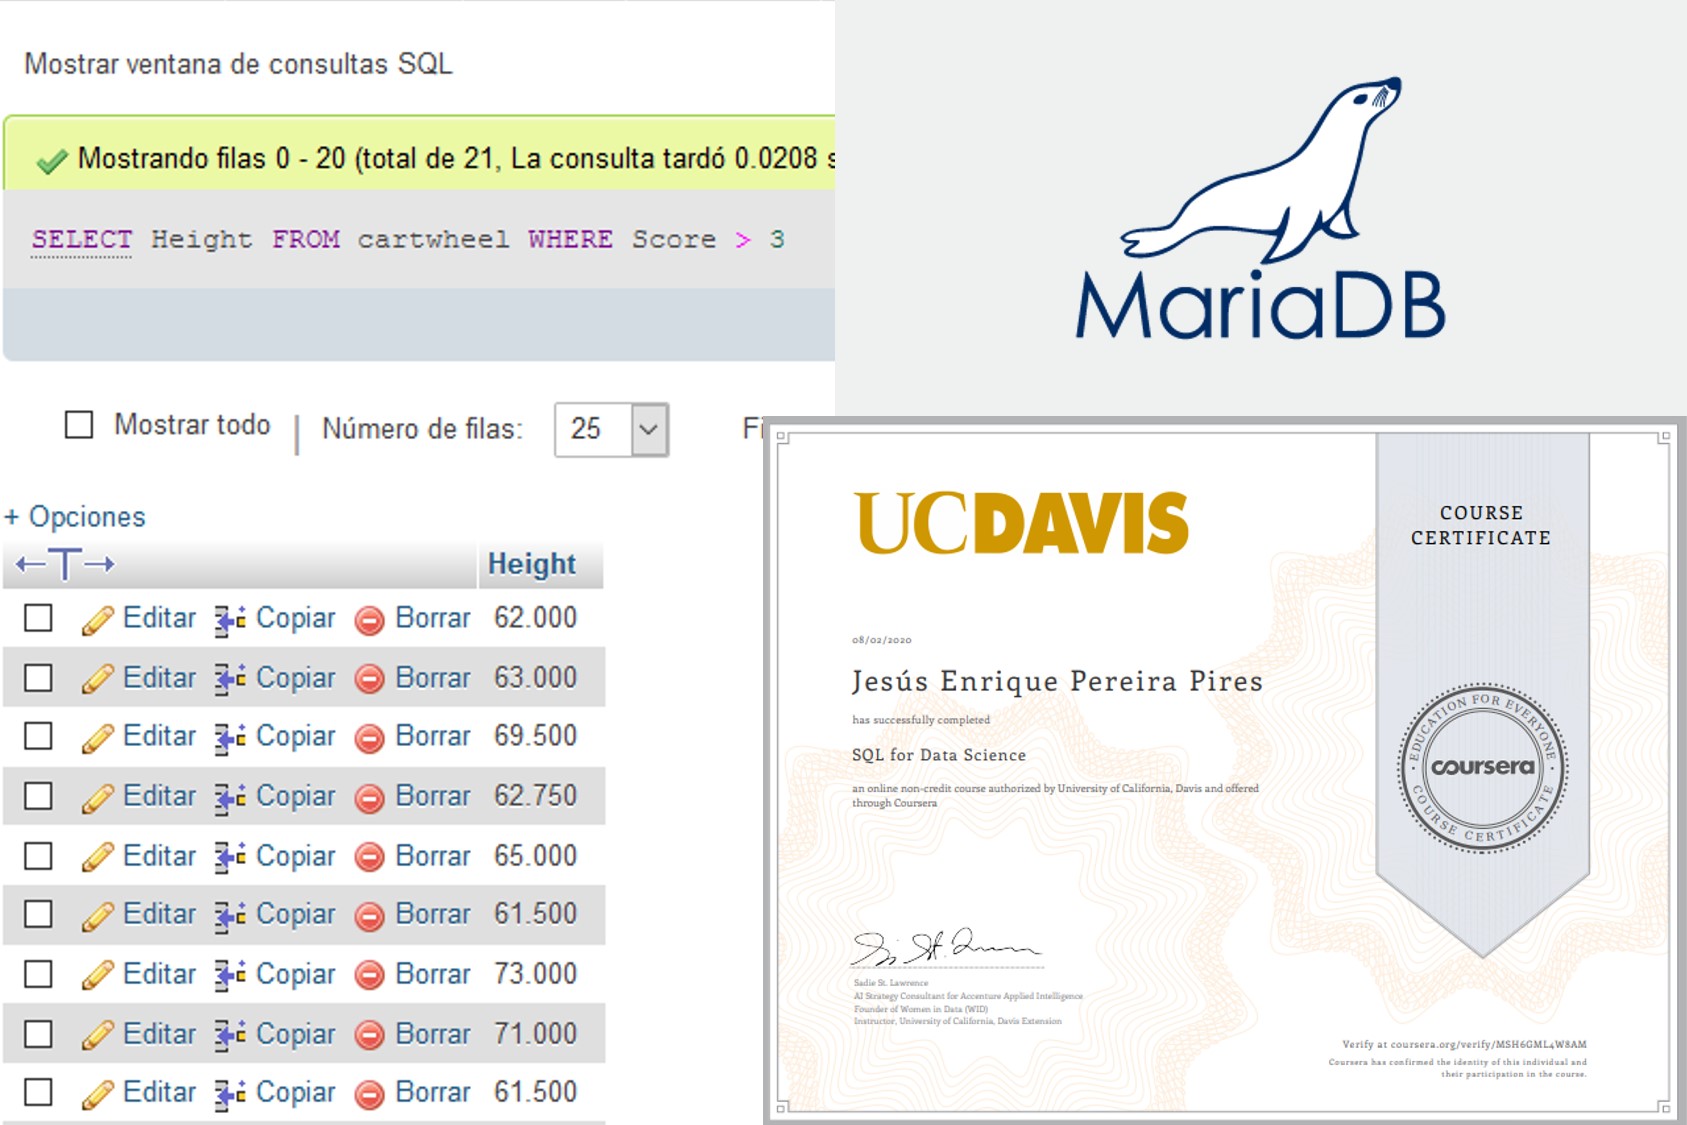 Mostrar ventana de consultas SQL
Mostrando filas 0 - 20 (total de 21, La consulta tardó 0.0208 s
SELECT Height FROM cartwheel WHERE Score > 3
Mostrar todo | Número de filas: 25
+ Opciones
←T→ Height
Editar Copiar Borrar 62.000
Editar Copiar Borrar 63.000
Editar Copiar Borrar 69.500
Editar Copiar Borrar 62.750
Editar Copiar Borrar 65.000
Editar Copiar Borrar 61.500
Editar Copiar Borrar 73.000
Editar Copiar Borrar 71.000
Editar Copiar Borrar 61.500
MariaDB
UCDAVIS
08/02/2020
Jesús Enrique Pereira Pires
has successfully completed
SQL for Data Science
an online non-credit course authorized by University of California, Davis and offered
through Coursera
Sadie St. Lawrence
AI Strategy Consultant for Accenture Applied Intelligence
Founder of Women in Data (WID)
Instructor, University of California, Davis Extension
COURSE
CERTIFICATE
EDUCATION FOR EVERYONE
coursera
COURSE CERTIFICATE
Verify at coursera.org/verify/MSH6GML4W8AM
Coursera has confirmed the identity of this individual and
their participation in the course.